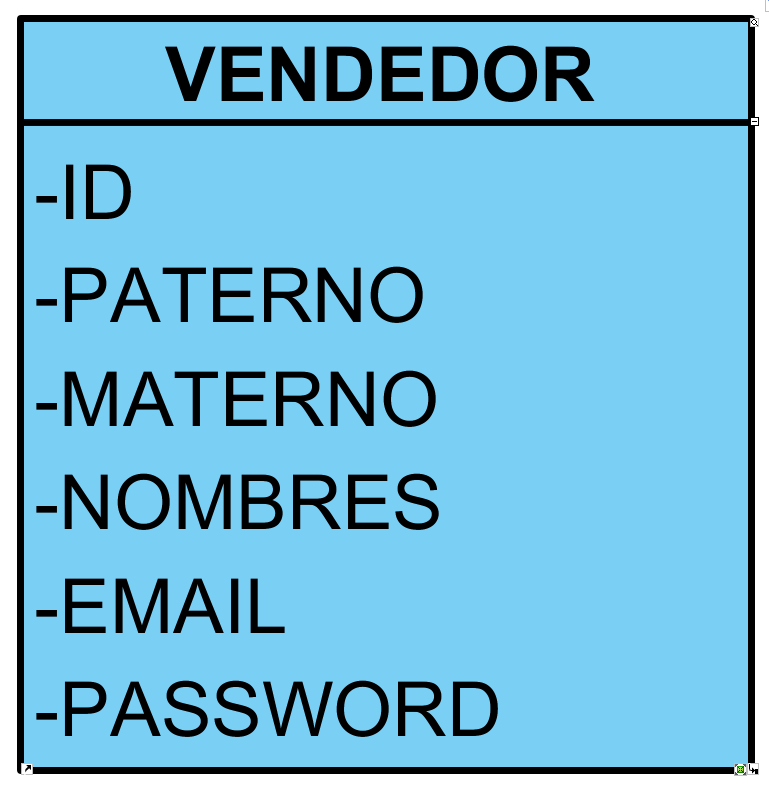 VENDEDOR
-ID
-PATERNO
-MATERNO
-NOMBRES
-EMAIL
-PASSWORD